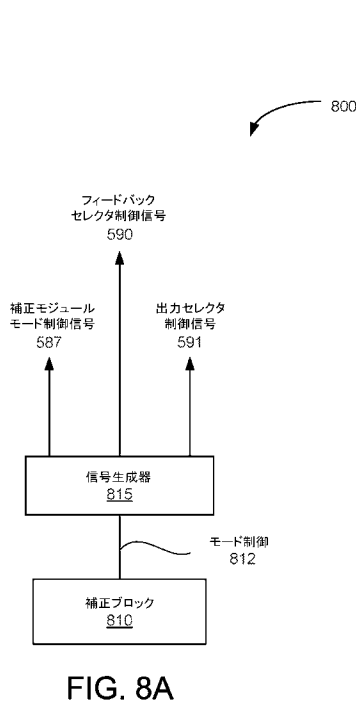 800
フィードバック
セレクタ制御信号
590
補正モジュール
モード制御信号
587
出力セレクタ
制御信号
591
信号生成器
815
モード制御
812
補正ブロック
810
FIG. 8A